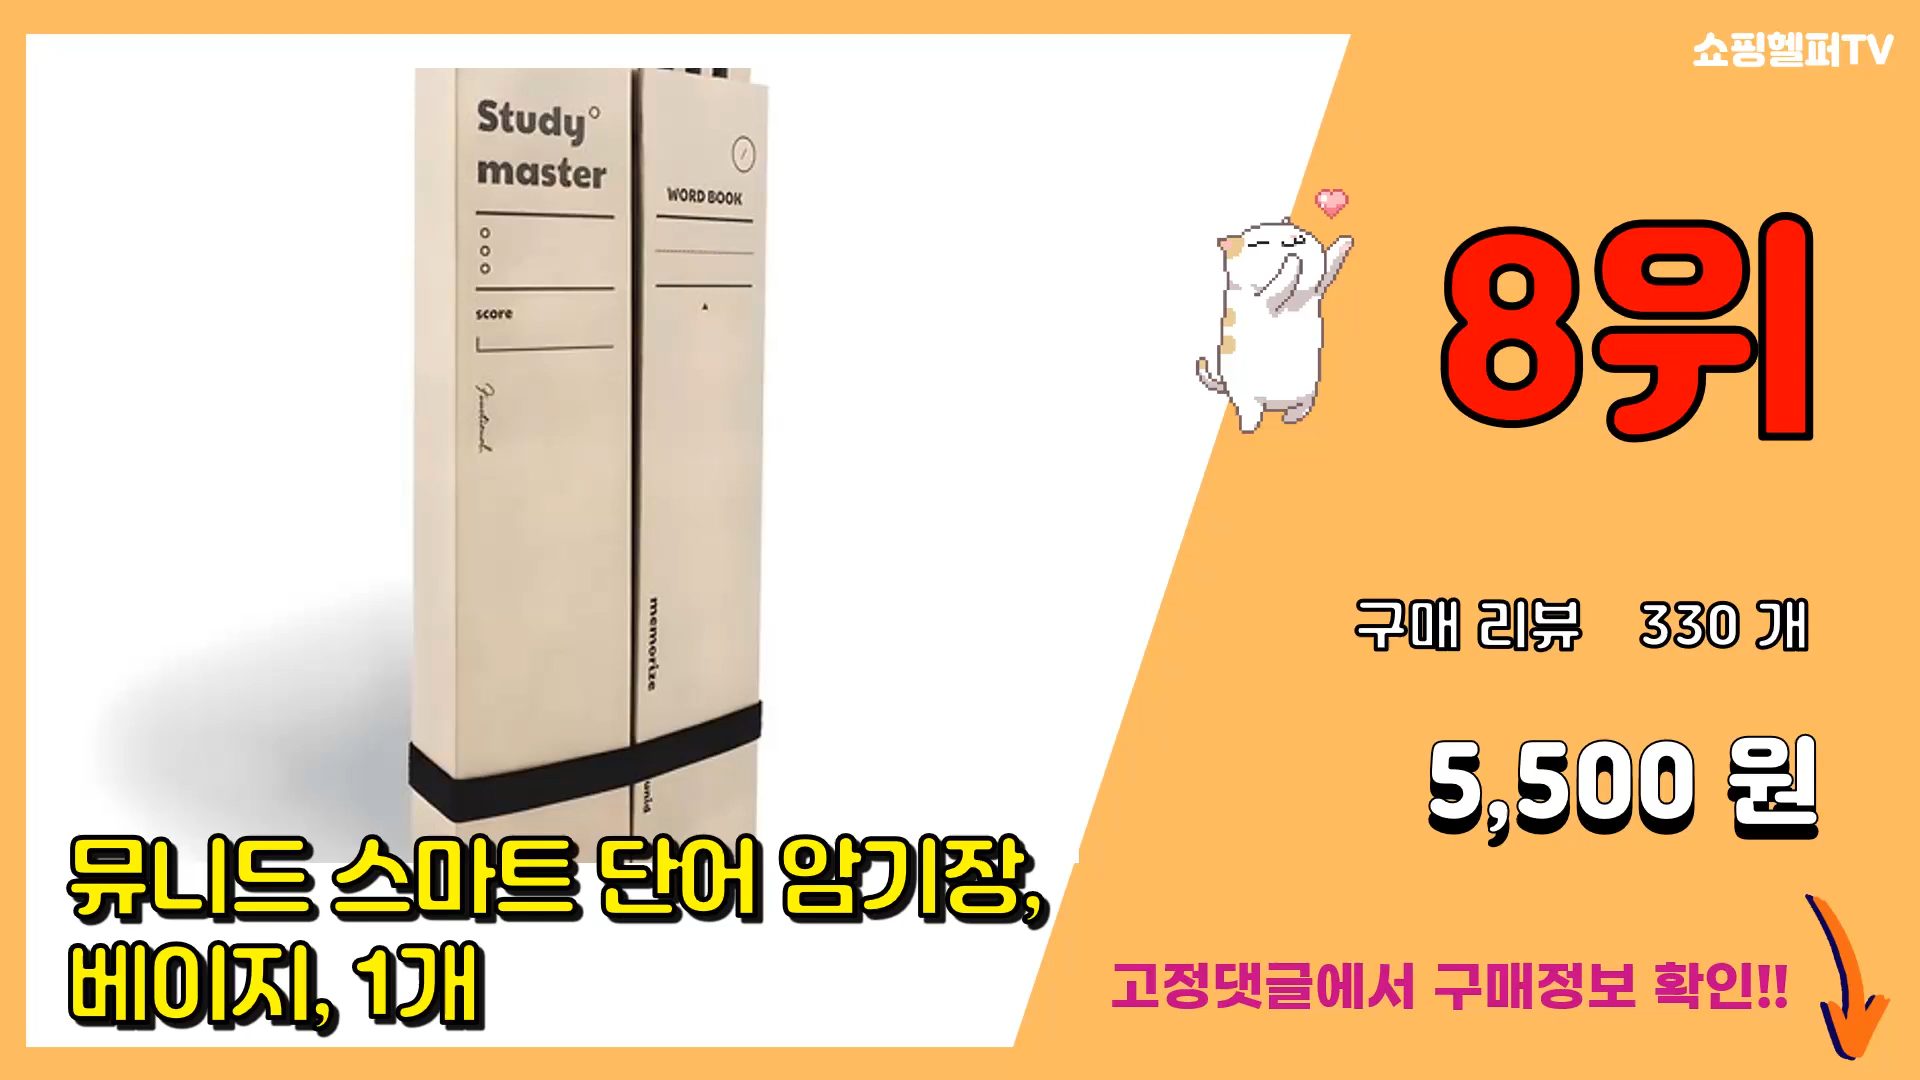 쇼핑헬퍼TV
Study
master
score
Functional
WORD BOOK
memorize
8위
구매 리뷰 330 개
5,500 원
뮤니드 스마트 단어 암기장,
베이지, 1개
고정댓글에서 구매정보 확인!!